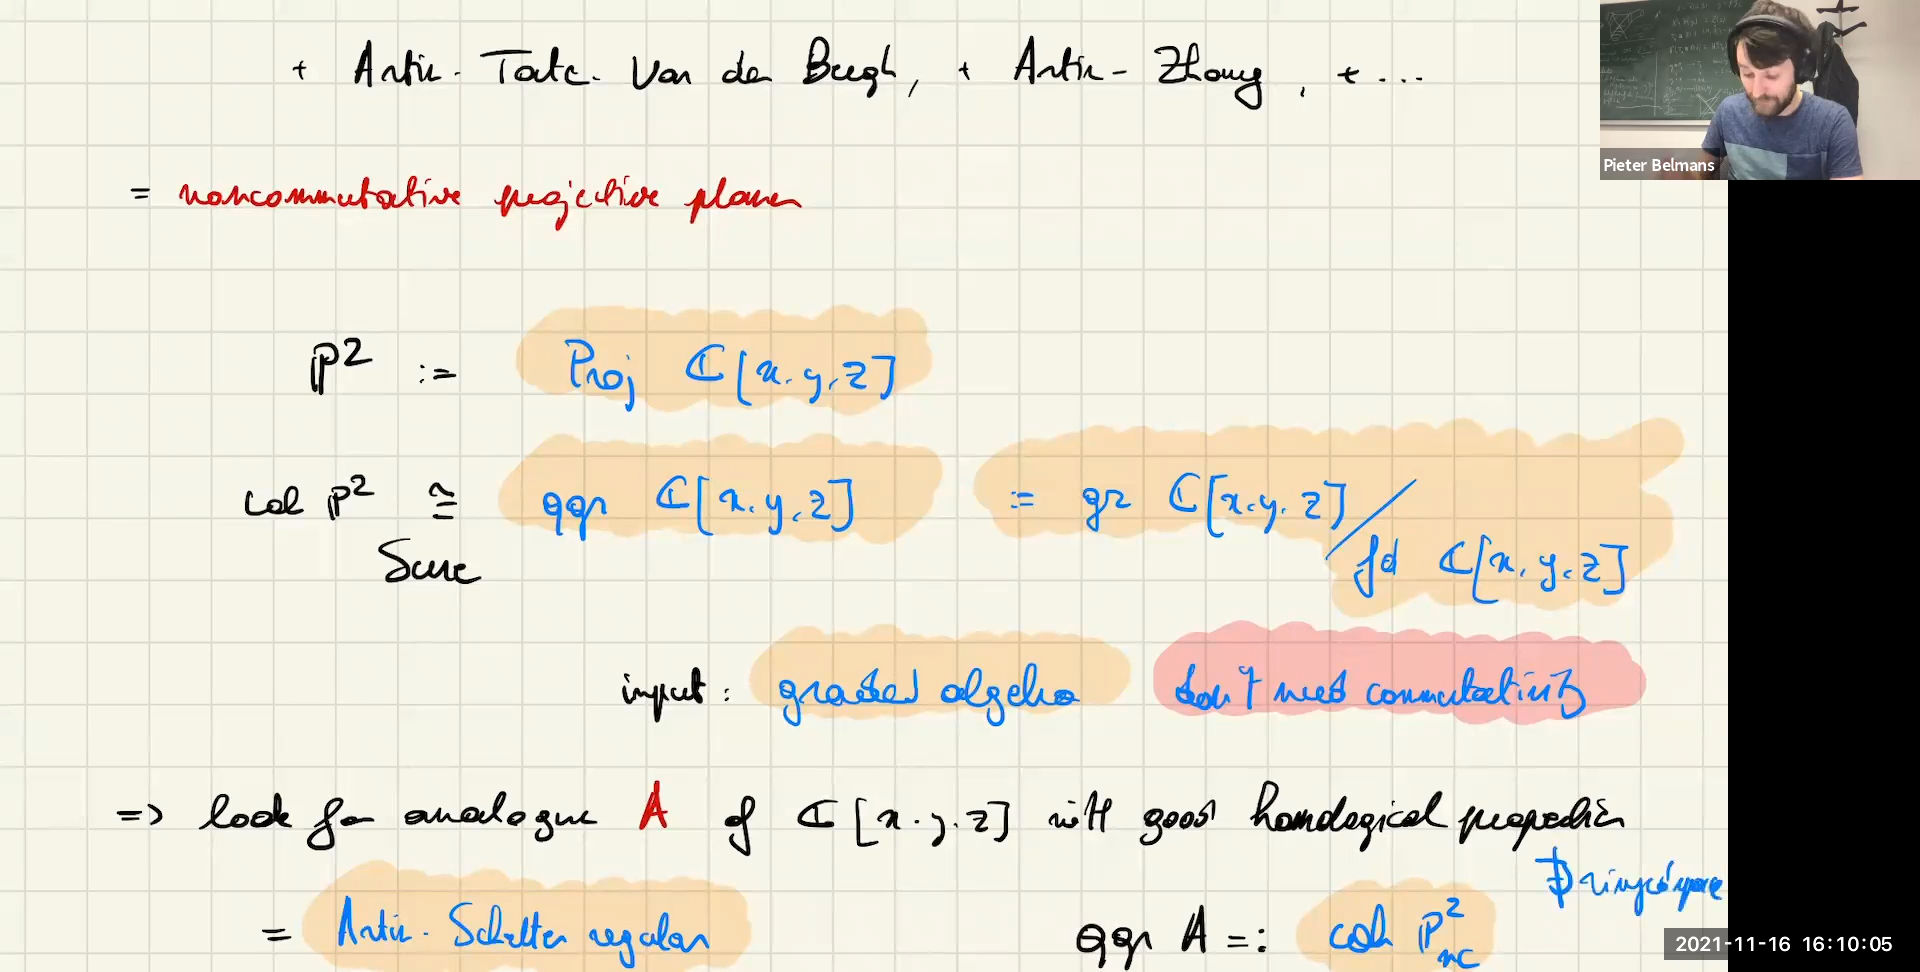 + Artin - Tate - Van den Bergh, + Artin - Zhang, + ...
Pieter Belmans
= noncommutative projective planes
ℙ² := Proj ℂ[x, y, z]
coh ℙ² ≅ qgr ℂ[x, y, z] := gr ℂ[x, y, z] / fd ℂ[x, y, z]
Serre
input: graded algebra don't need commutativity
=> look for analogue A of ℂ[x, y, z] with good homological properties
∄ ringed space
= Artin - Schelter regular qgr A =: coh ℙ²_nc
2021-11-16 16:10:05